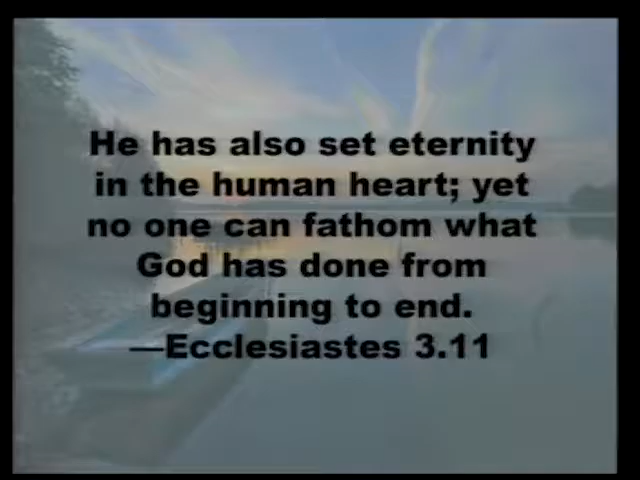 He has also set eternity
in the human heart; yet
no one can fathom what
God has done from
beginning to end.
—Ecclesiastes 3.11